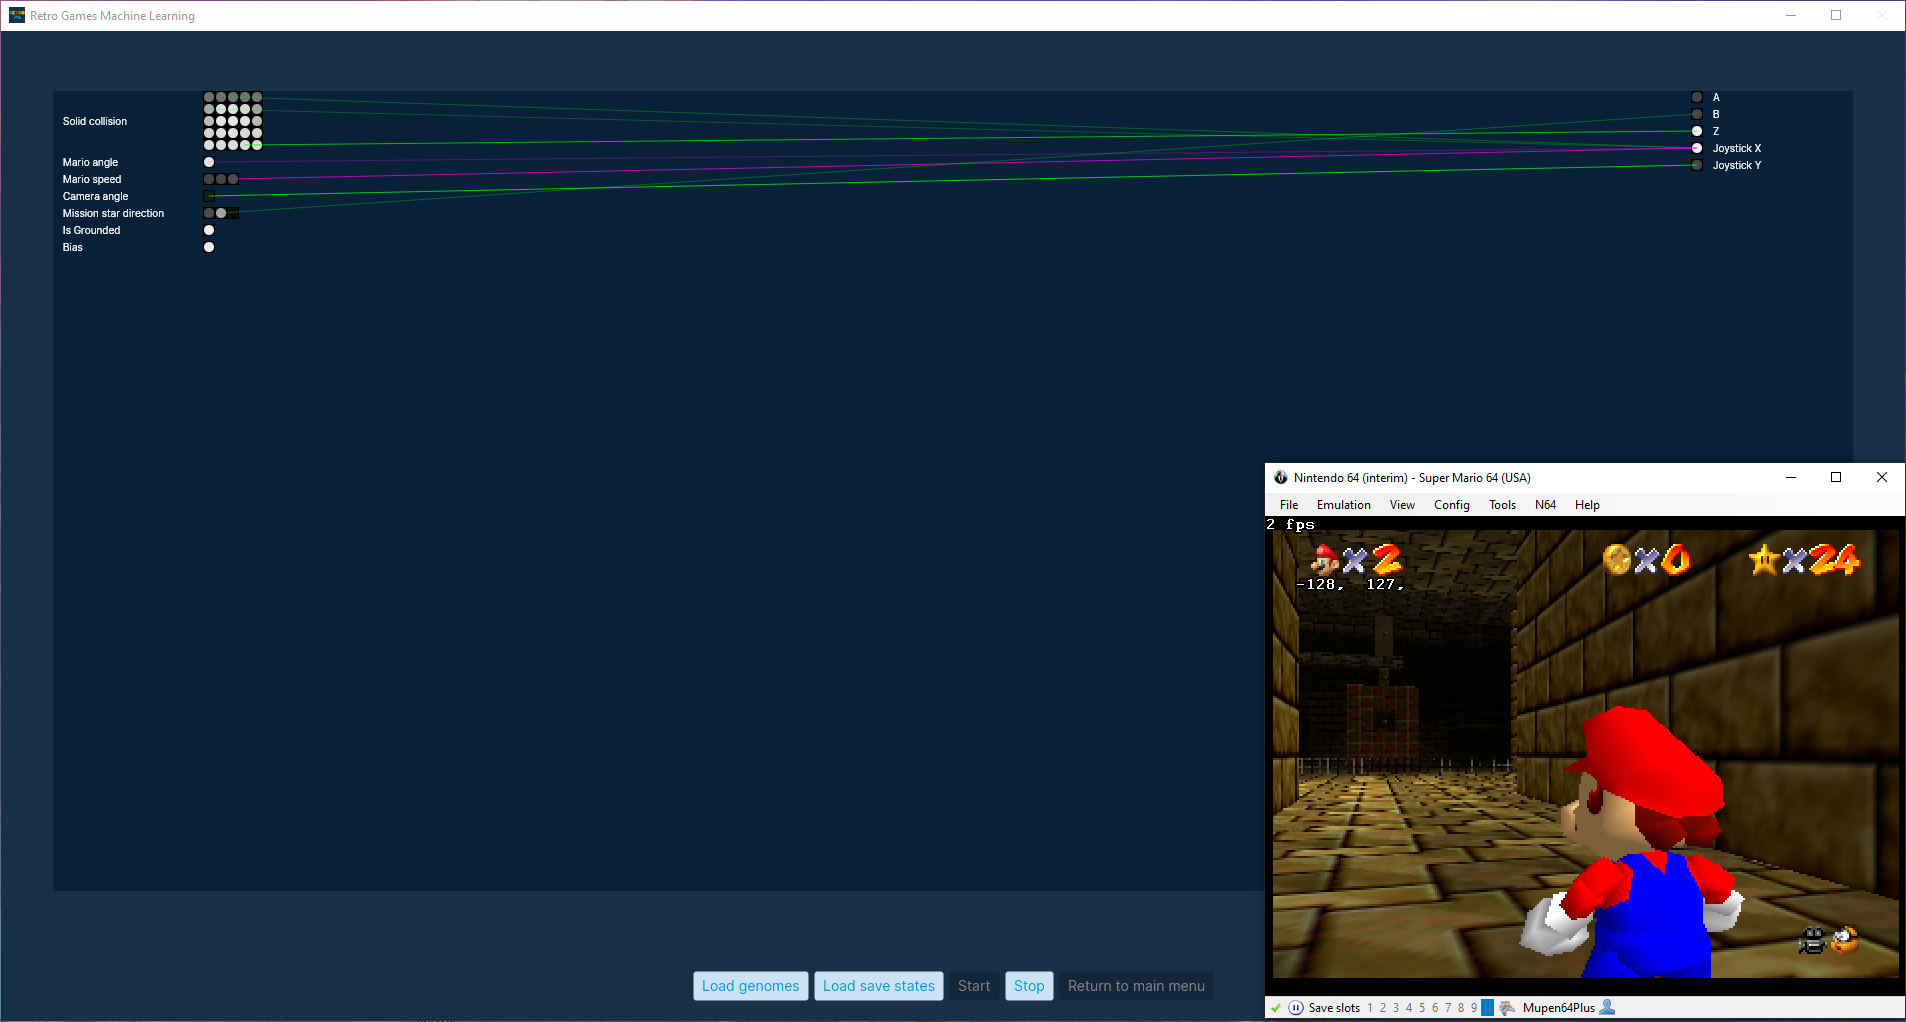 Retro Games Machine Learning
Solid collision
Mario angle
Mario speed
Camera angle
Mission star direction
Is Grounded
Bias
A
B
Z
Joystick X
Joystick Y
Nintendo 64 (interim) - Super Mario 64 (USA)
File Emulation View Config Tools N64 Help
2 fps
x 2 x 0 x 24
-128, 127,
Load genomes Load save states Start Stop Return to main menu
Save slots 1 2 3 4 5 6 7 8 9 Mupen64Plus